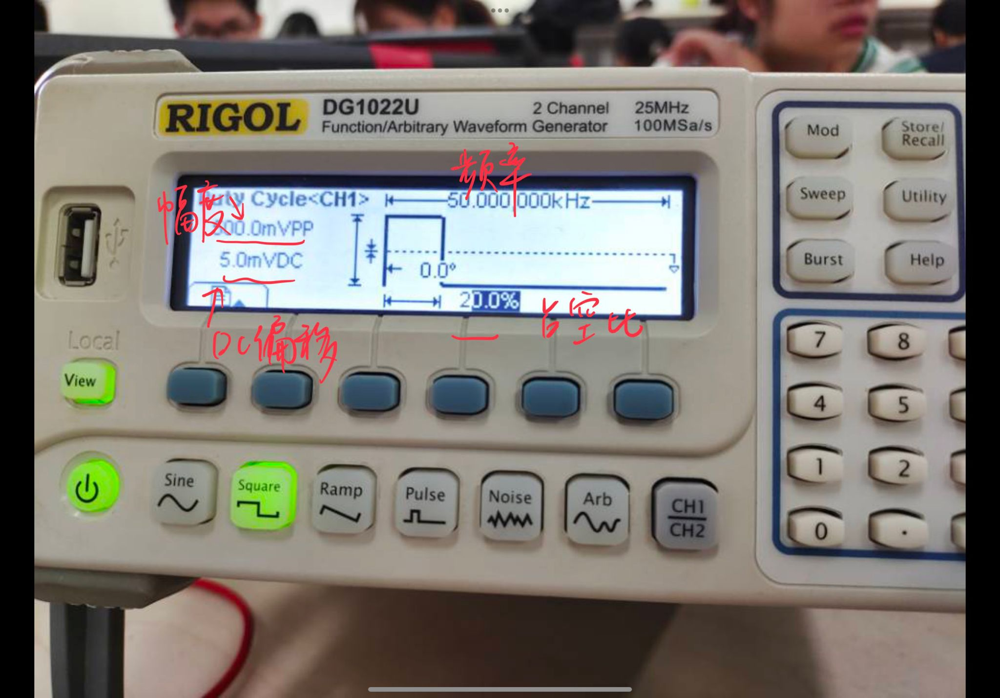 RIGOL
DG1022U 2 Channel 25MHz
Function/Arbitrary Waveform Generator 100MSa/s
频率
幅度
Cycle<CH1>
50.000,000kHz
00.0mVPP
5.0mVDC
0.0°
20.0%
占空比
DC偏移
Local
View
Sine
Square
Ramp
Pulse
Noise
Arb
CH1
CH2
Mod
Store/
Recall
Sweep
Utility
Burst
Help
7 8
4 5
1 2
0 .